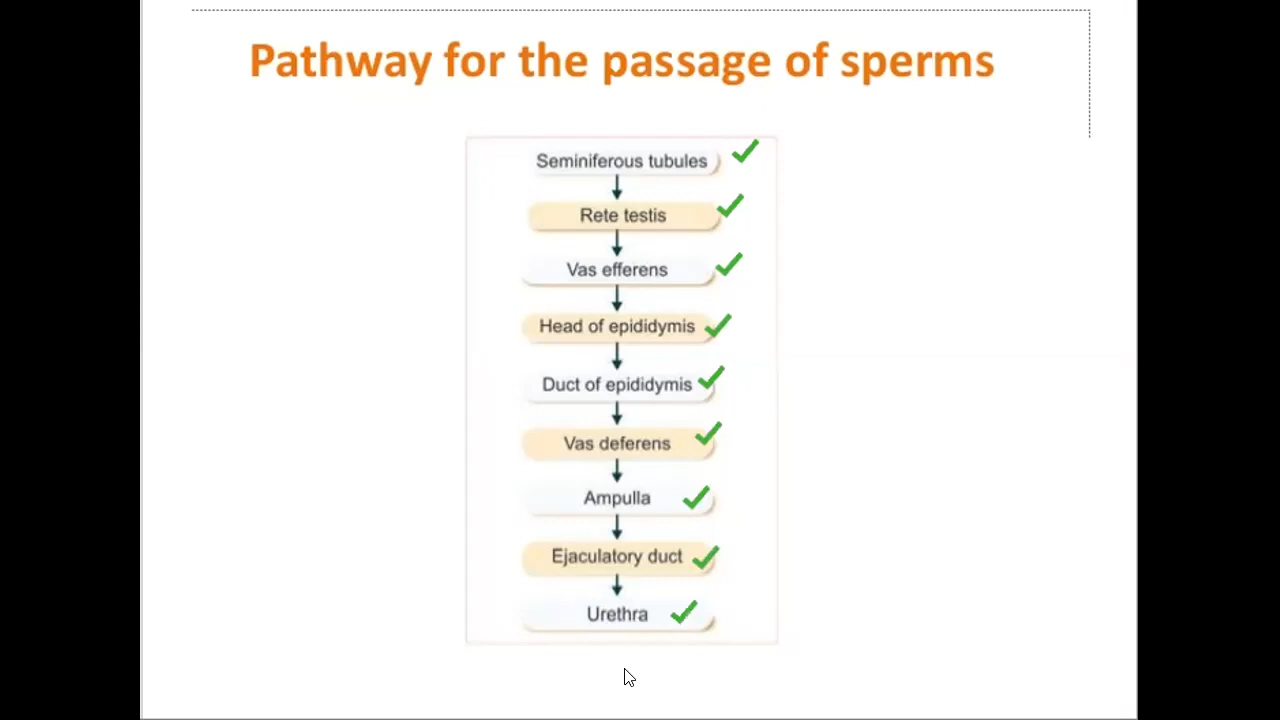 Pathway for the passage of sperms
Seminiferous tubules
Rete testis
Vas efferens
Head of epididymis
Duct of epididymis
Vas deferens
Ampulla
Ejaculatory duct
Urethra